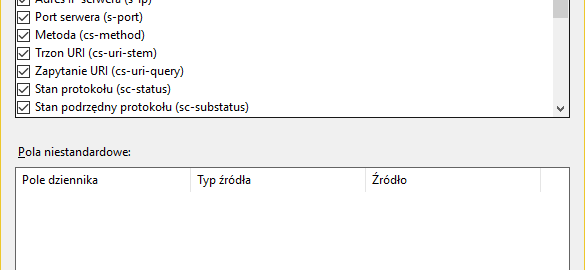 Adres IP serwera (s-ip)
Port serwera (s-port)
Metoda (cs-method)
Trzon URI (cs-uri-stem)
Zapytanie URI (cs-uri-query)
Stan protokołu (sc-status)
Stan podrzędny protokołu (sc-substatus)
Pola niestandardowe:
Pole dziennika Typ źródła Źródło